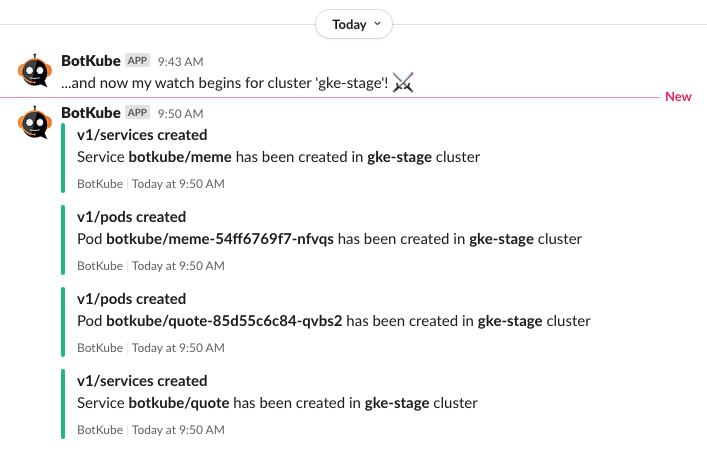 Today
BotKube APP 9:43 AM
...and now my watch begins for cluster 'gke-stage'! ⚔️
New
BotKube APP 9:50 AM
v1/services created
Service botkube/meme has been created in gke-stage cluster
BotKube | Today at 9:50 AM
v1/pods created
Pod botkube/meme-54ff6769f7-nfvqs has been created in gke-stage cluster
BotKube | Today at 9:50 AM
v1/pods created
Pod botkube/quote-85d55c6c84-qvbs2 has been created in gke-stage cluster
BotKube | Today at 9:50 AM
v1/services created
Service botkube/quote has been created in gke-stage cluster
BotKube | Today at 9:50 AM